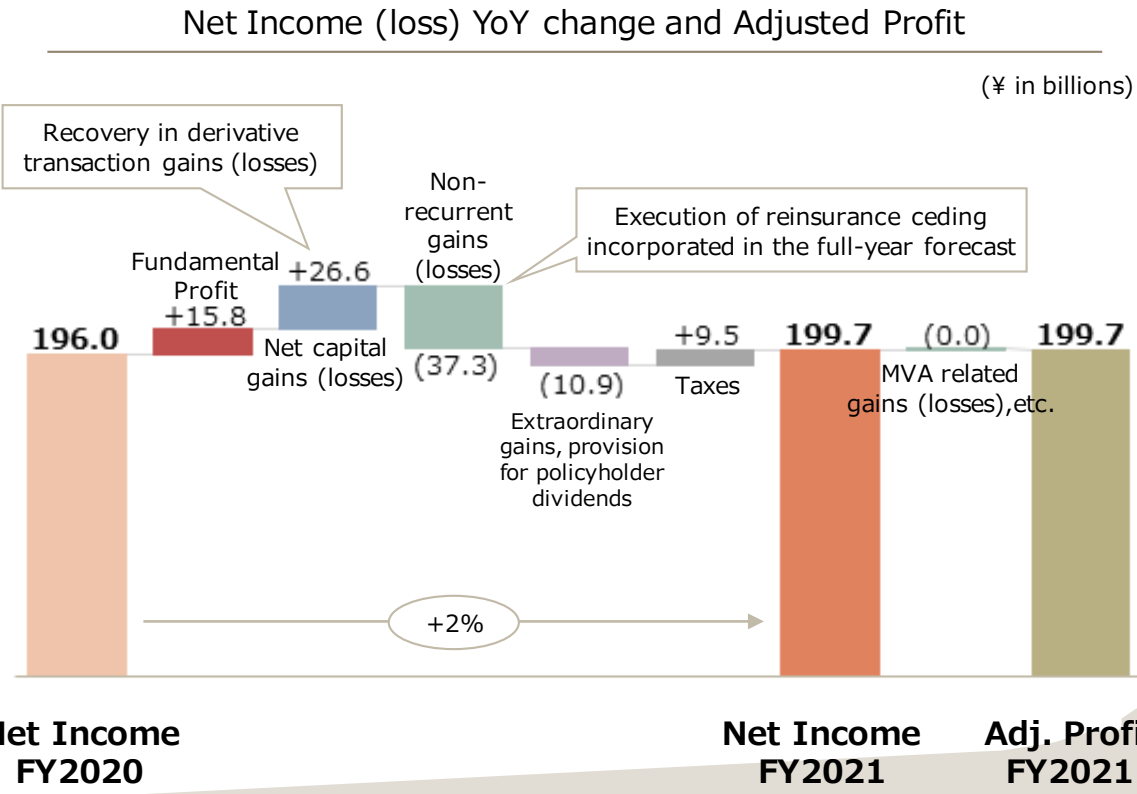 Net Income (loss) YoY change and Adjusted Profit
(¥ in billions)
Recovery in derivative
transaction gains (losses)
Non-
recurrent
gains
(losses)
Execution of reinsurance ceding
incorporated in the full-year forecast
Fundamental
Profit
+15.8
+26.6
196.0
Net capital
gains (losses)
(37.3)
(10.9)
Extraordinary
gains, provision
for policyholder
dividends
+9.5
Taxes
199.7
(0.0)
MVA related
gains (losses),etc.
199.7
+2%
Net Income
FY2020
Net Income
FY2021
Adj. Profi
FY2021